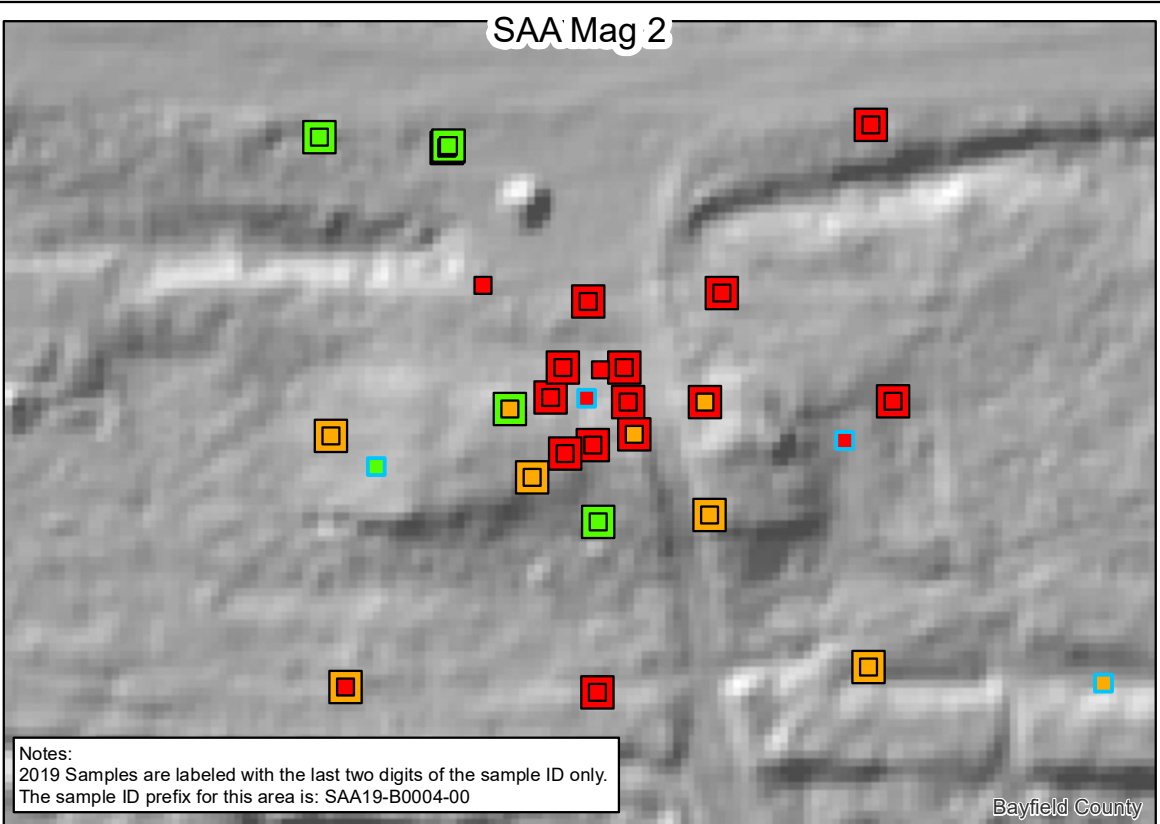 SAA Mag 2
Notes:
2019 Samples are labeled with the last two digits of the sample ID only.
The sample ID prefix for this area is: SAA19-B0004-00
Bayfield County